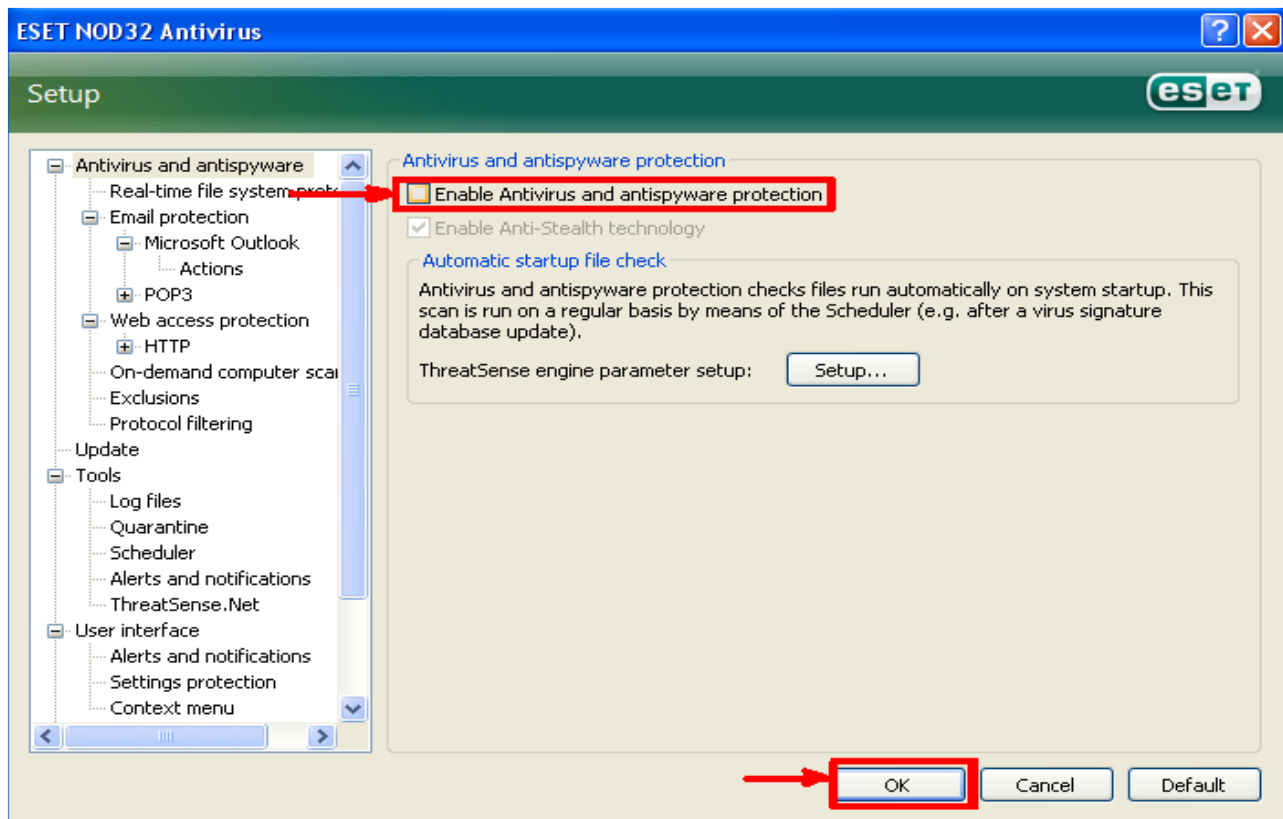 ESET NOD32 Antivirus
Setup
eset
Antivirus and antispyware
Real-time file system
Email protection
Microsoft Outlook
Actions
POP3
Web access protection
HTTP
On-demand computer scar
Exclusions
Protocol filtering
Update
Tools
Log files
Quarantine
Scheduler
Alerts and notifications
ThreatSense.Net
User interface
Alerts and notifications
Settings protection
Context menu
Antivirus and antispyware protection
Enable Antivirus and antispyware protection
Enable Anti-Stealth technology
Automatic startup file check
Antivirus and antispyware protection checks files run automatically on system startup. This
scan is run on a regular basis by means of the Scheduler (e.g. after a virus signature
database update).
ThreatSense engine parameter setup:
Setup...
OK
Cancel
Default